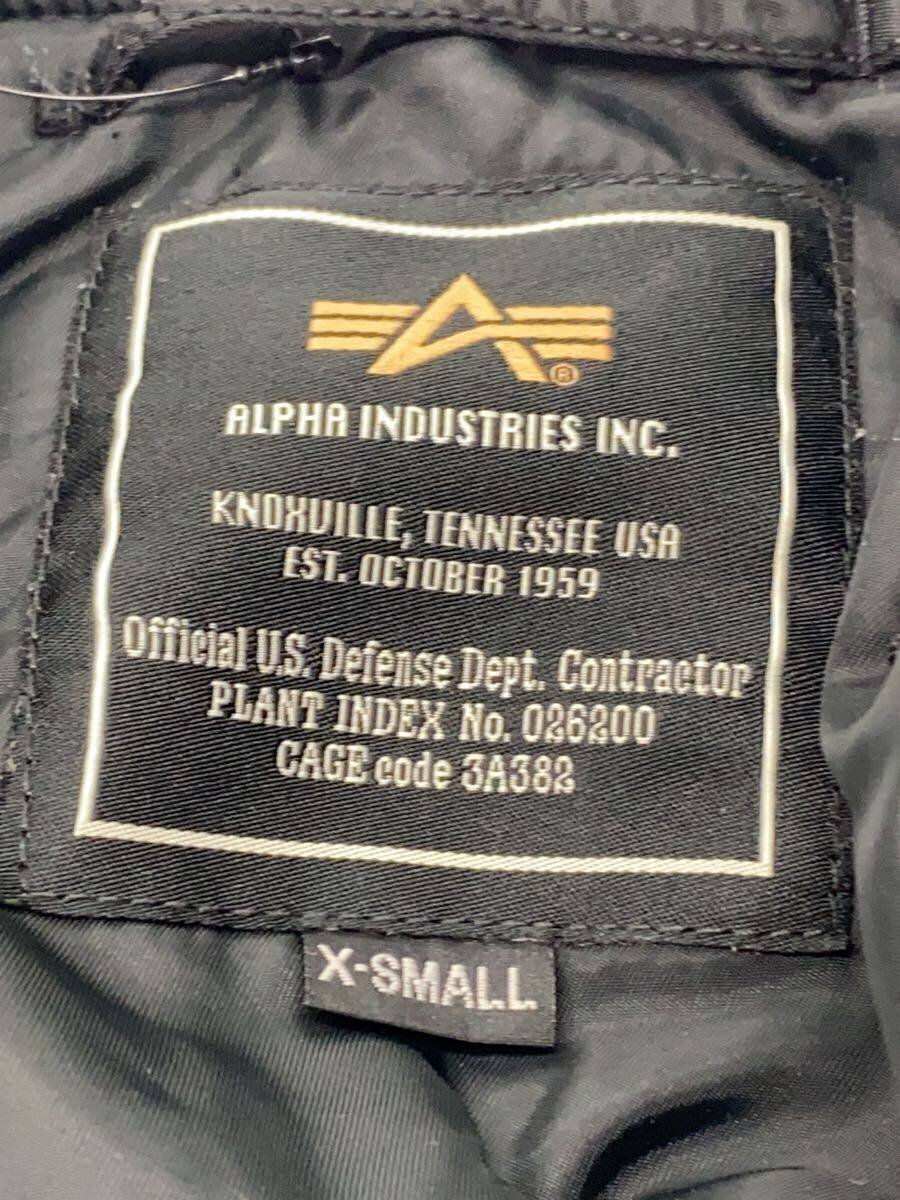 ®
ALPHA INDUSTRIES INC.
KNOXVILLE, TENNESSEE USA
EST. OCTOBER 1959
Official U.S. Defense Dept. Contractor
PLANT INDEX No. 026200
CAGE code 3A382
X-SMALL